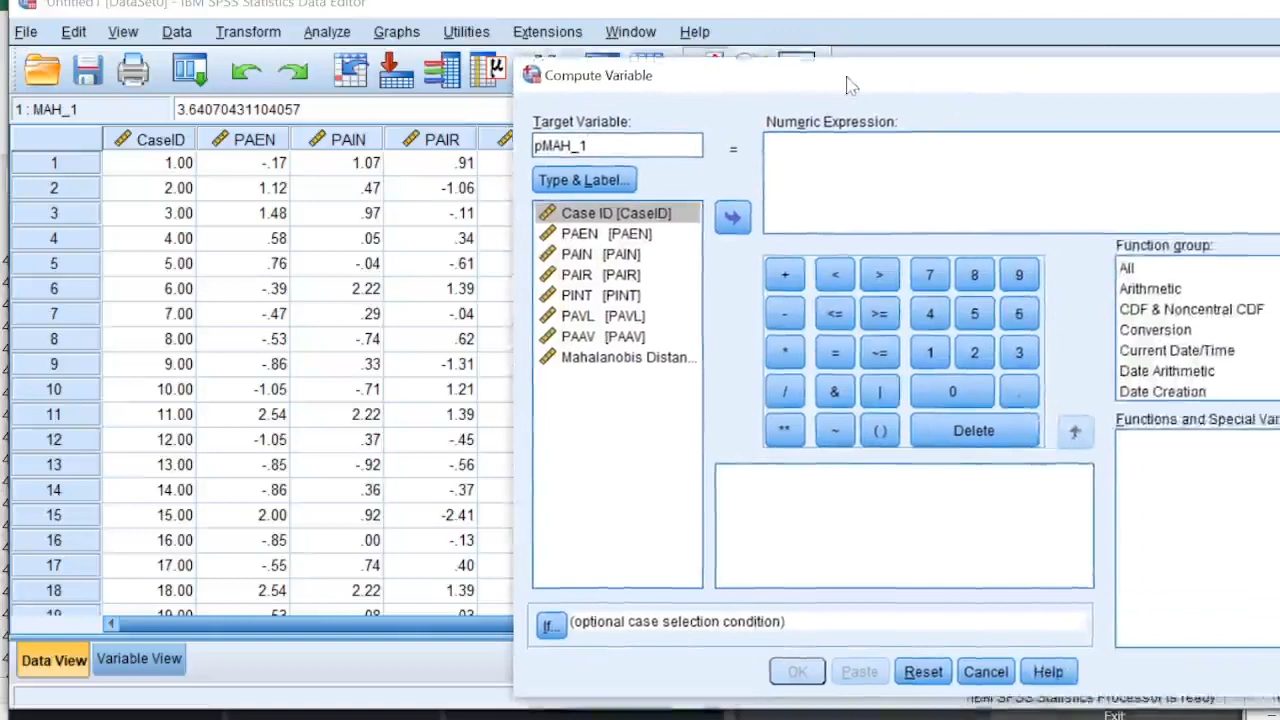 Untitled1 [DataSet0] - IBM SPSS Statistics Data Editor
File Edit View Data Transform Analyze Graphs Utilities Extensions Window Help
Compute Variable
1 : MAH_1 3.64070431104057
CaseID PAEN PAIN PAIR
1 1.00 -.17 1.07 .91
2 2.00 1.12 .47 -1.06
3 3.00 1.48 .97 -.11
4 4.00 .58 .05 .34
5 5.00 .76 -.04 -.61
6 6.00 -.39 2.22 1.39
7 7.00 -.47 .29 -.04
8 8.00 -.53 -.74 .62
9 9.00 -.86 .33 -1.31
10 10.00 -1.05 -.71 1.21
11 11.00 2.54 2.22 1.39
12 12.00 -1.05 .37 -.45
13 13.00 -.85 -.92 -.56
14 14.00 -.86 .36 -.37
15 15.00 2.00 .92 -2.41
16 16.00 -.85 .00 -.13
17 17.00 -.55 .74 .40
18 18.00 2.54 2.22 1.39
Data View Variable View
Target Variable:
pMAH_1
=
Numeric Expression:
Type & Label...
Case ID [CaseID]
PAEN [PAEN]
PAIN [PAIN]
PAIR [PAIR]
PINT [PINT]
PAVL [PAVL]
PAAV [PAAV]
Mahalanobis Distan...
+ < > 7 8 9
- <= >= 4 5 6
* = ~= 1 2 3
/ & | 0 .
** ~ ( ) Delete
Function group:
All
Arithmetic
CDF & Noncentral CDF
Conversion
Current Date/Time
Date Arithmetic
Date Creation
Functions and Special Var
If... (optional case selection condition)
OK Paste Reset Cancel Help
IBM SPSS Statistics Processor is ready
Exit